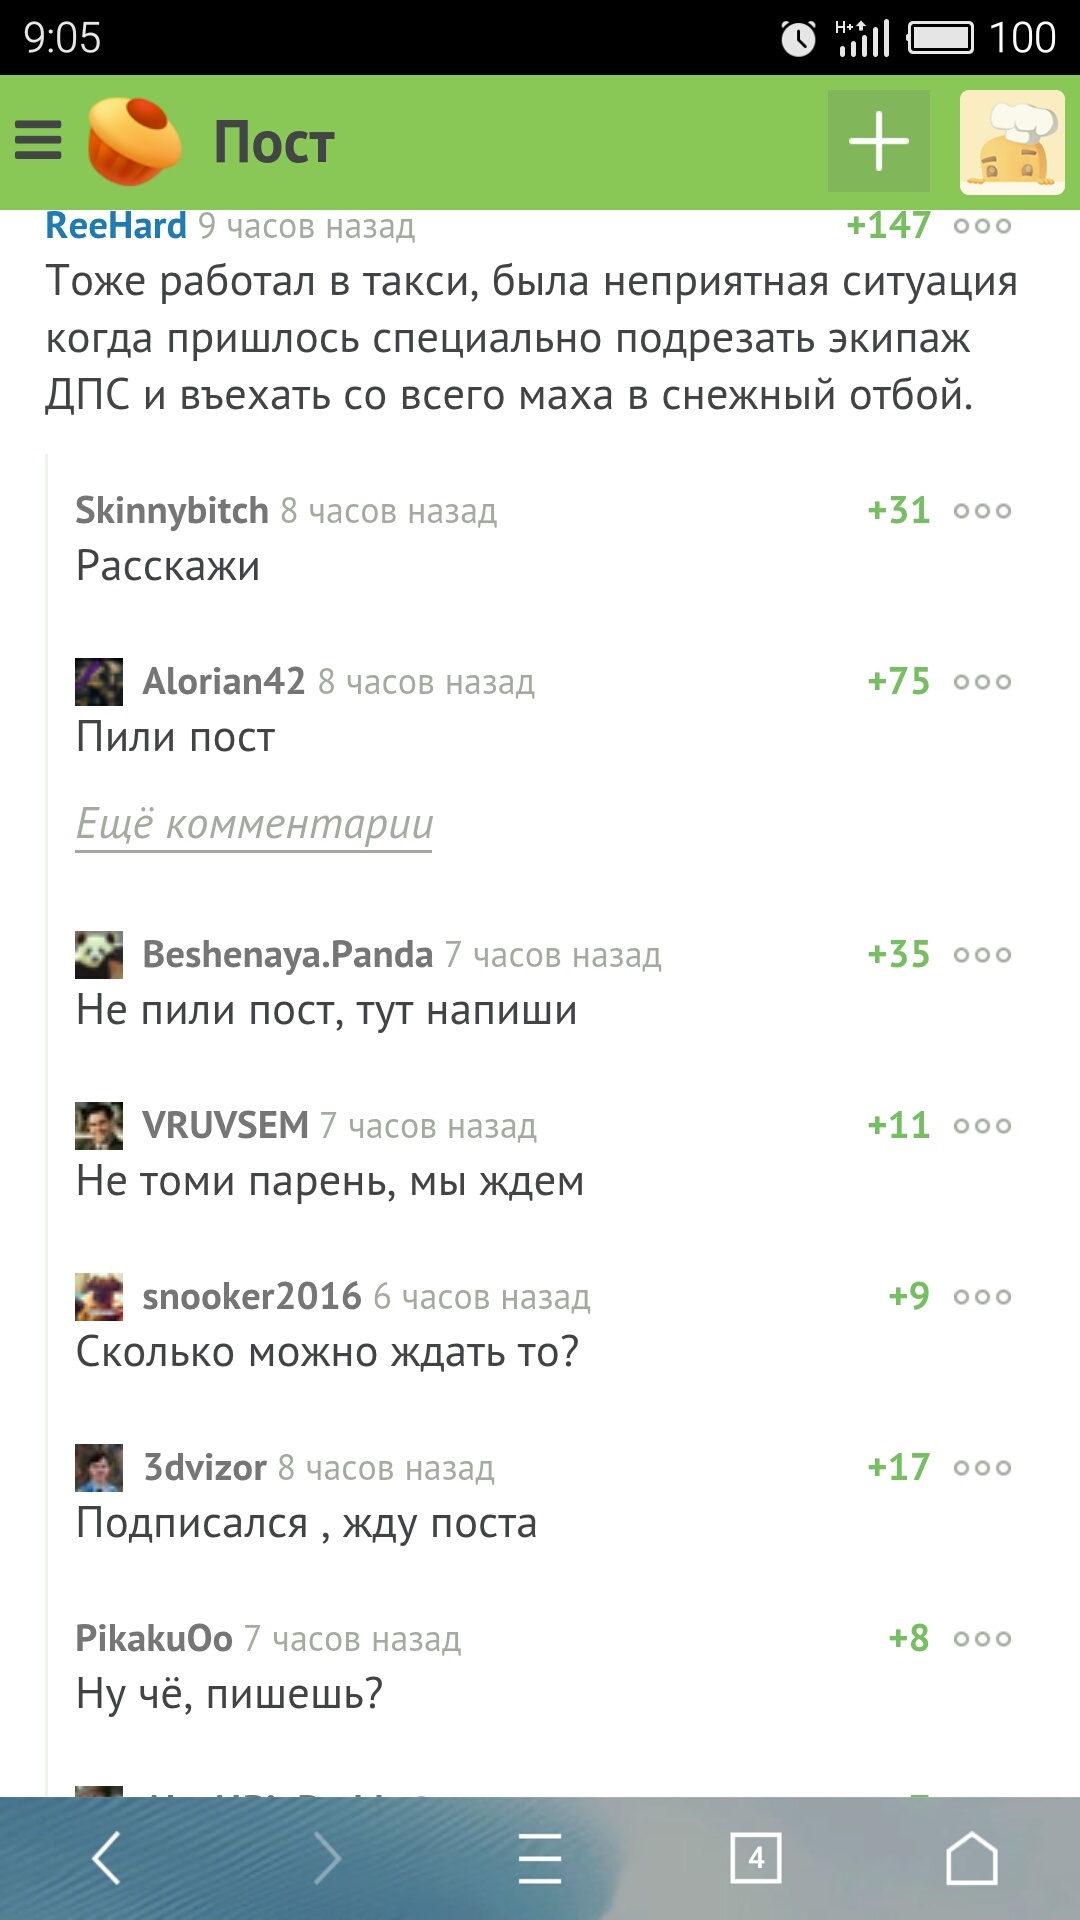 9:05
H+
100
Пост
ReeHard 9 часов назад +147
Тоже работал в такси, была неприятная ситуация
когда пришлось специально подрезать экипаж
ДПС и въехать со всего маха в снежный отбой.
Skinnybitch 8 часов назад +31
Расскажи
Alorian42 8 часов назад +75
Пили пост
Ещё комментарии
Beshenaya.Panda 7 часов назад +35
Не пили пост, тут напиши
VRUVSEM 7 часов назад +11
Не томи парень, мы ждем
snooker2016 6 часов назад +9
Сколько можно ждать то?
3dvizor 8 часов назад +17
Подписался , жду поста
PikakuOo 7 часов назад +8
Ну чё, пишешь?
4